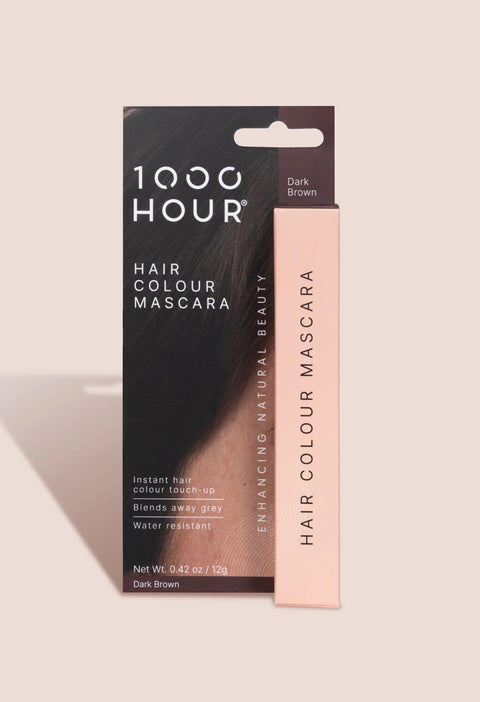 1000
HOUR®
Dark
Brown
HAIR
COLOUR
MASCARA
ENHANCING NATURAL BEAUTY
HAIR COLOUR MASCARA
Instant hair
colour touch-up
Blends away grey
Water resistant
Net Wt. 0.42 oz / 12g
Dark Brown